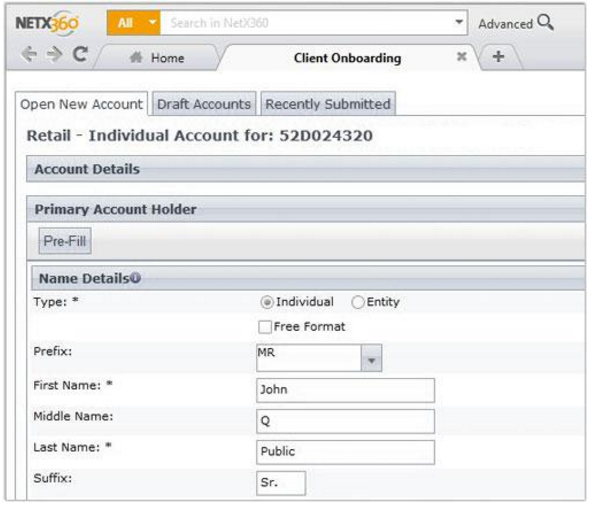 NETX360 All Search in NetX360 Advanced
Home Client Onboarding
Open New Account Draft Accounts Recently Submitted
Retail - Individual Account for: 52D024320
Account Details
Primary Account Holder
Pre-Fill
Name Details
Type: * Individual Entity
Free Format
Prefix: MR
First Name: * John
Middle Name: Q
Last Name: * Public
Suffix: Sr.